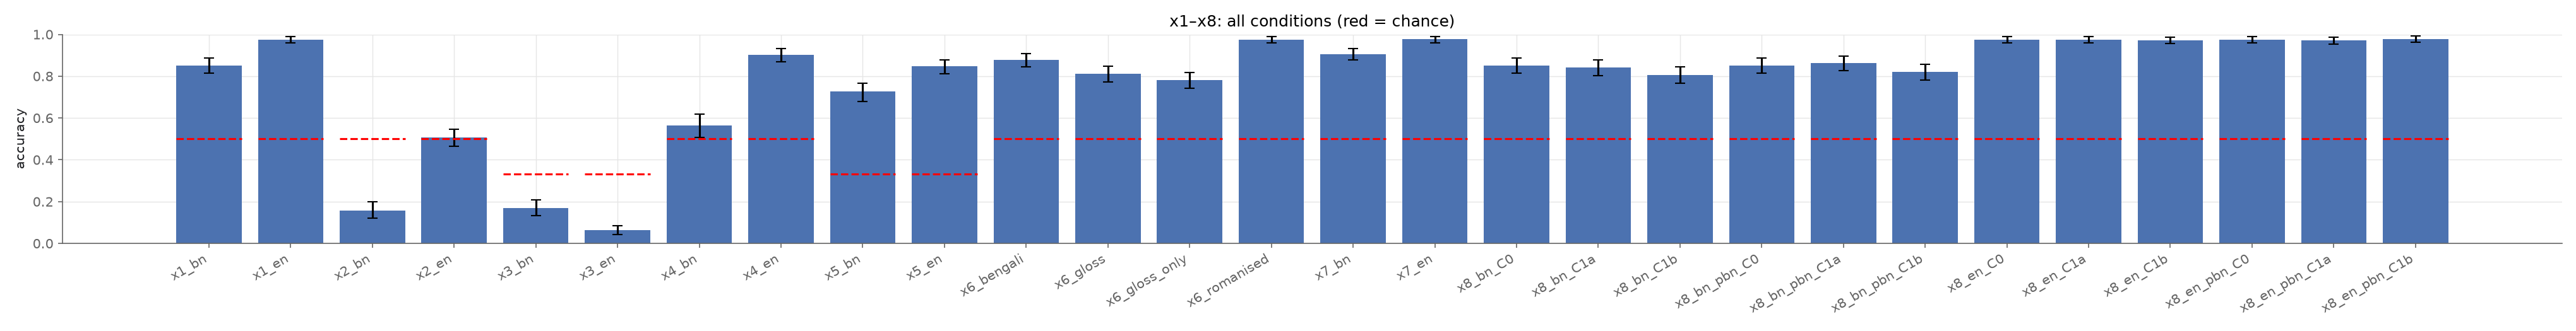 x1–x8: all conditions (red = chance)
accuracy
1.0
0.8
0.6
0.4
0.2
0.0
x1_bn
x1_en
x2_bn
x2_en
x3_bn
x3_en
x4_bn
x4_en
x5_bn
x5_en
x6_bengali
x6_gloss
x6_gloss_only
x6_romanised
x7_bn
x7_en
x8_bn_C0
x8_bn_C1a
x8_bn_C1b
x8_bn_pbn_C0
x8_bn_pbn_C1a
x8_bn_pbn_C1b
x8_en_C0
x8_en_C1a
x8_en_C1b
x8_en_pbn_C0
x8_en_pbn_C1a
x8_en_pbn_C1b